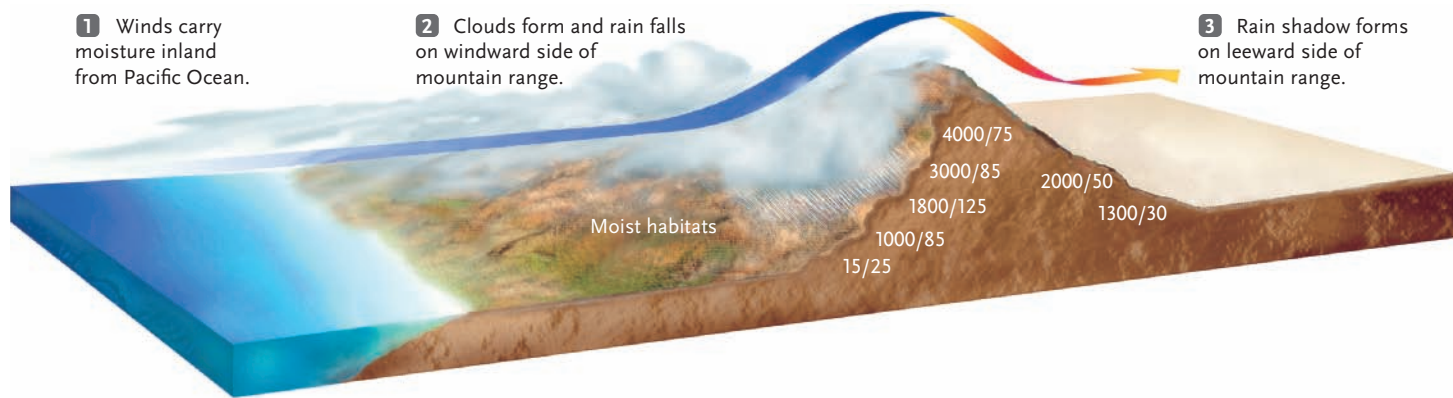 1 Winds carry
moisture inland
from Pacific Ocean.
2 Clouds form and rain falls
on windward side of
mountain range.
3 Rain shadow forms
on leeward side of
mountain range.
4000/75
3000/85
1800/125
1000/85
15/25
2000/50
1300/30
Moist habitats